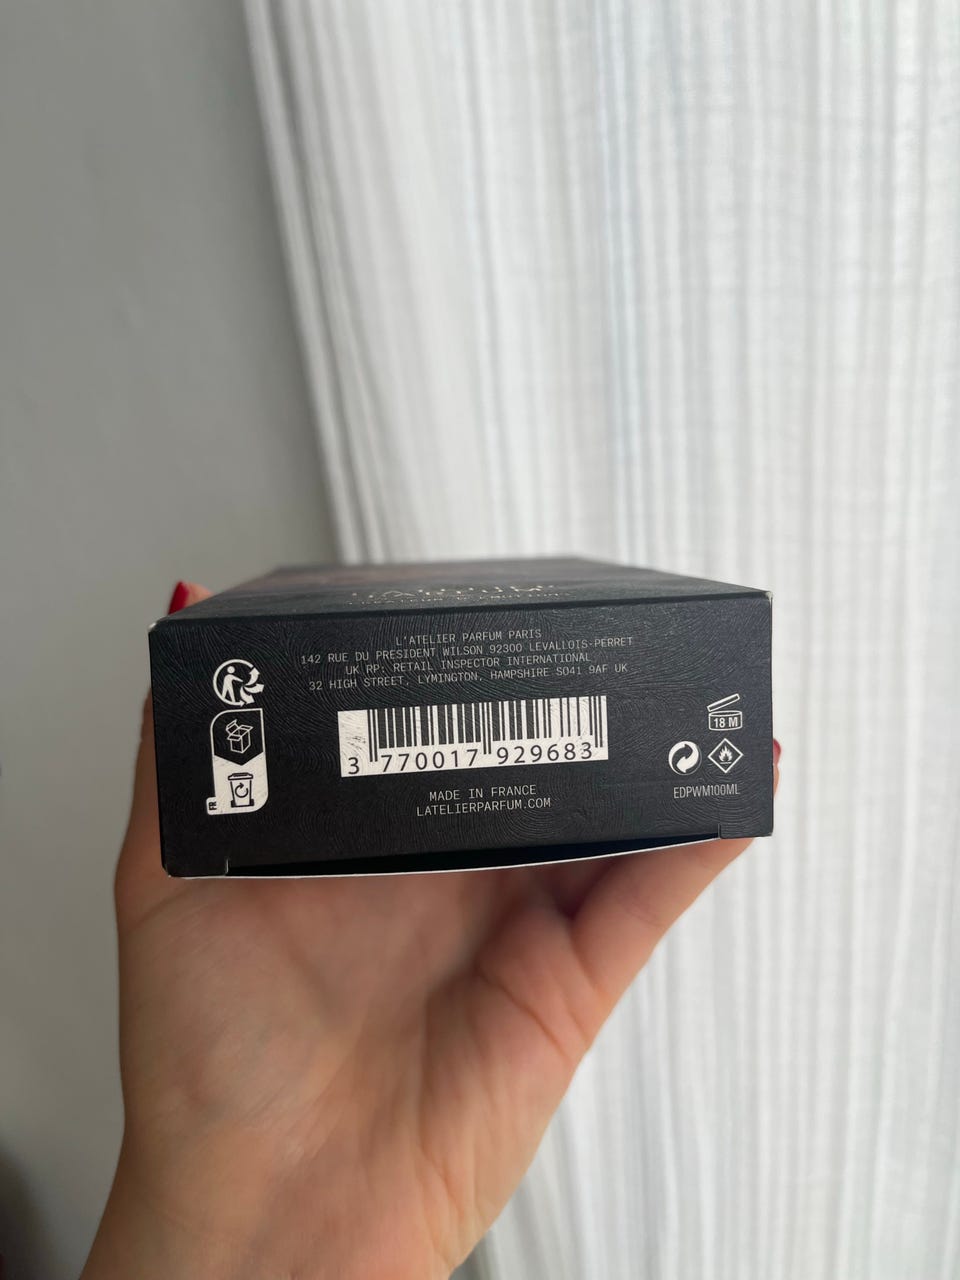 L'ATELIER PARFUM PARIS
142 RUE DU PRESIDENT WILSON 92300 LEVALLOIS-PERRET
UK RP: RETAIL INSPECTOR INTERNATIONAL
32 HIGH STREET, LYMINGTON, HAMPSHIRE SO41 9AF UK
3 770017 929683
18 M
FR
MADE IN FRANCE
LATELIERPARFUM.COM
EDPWM100ML